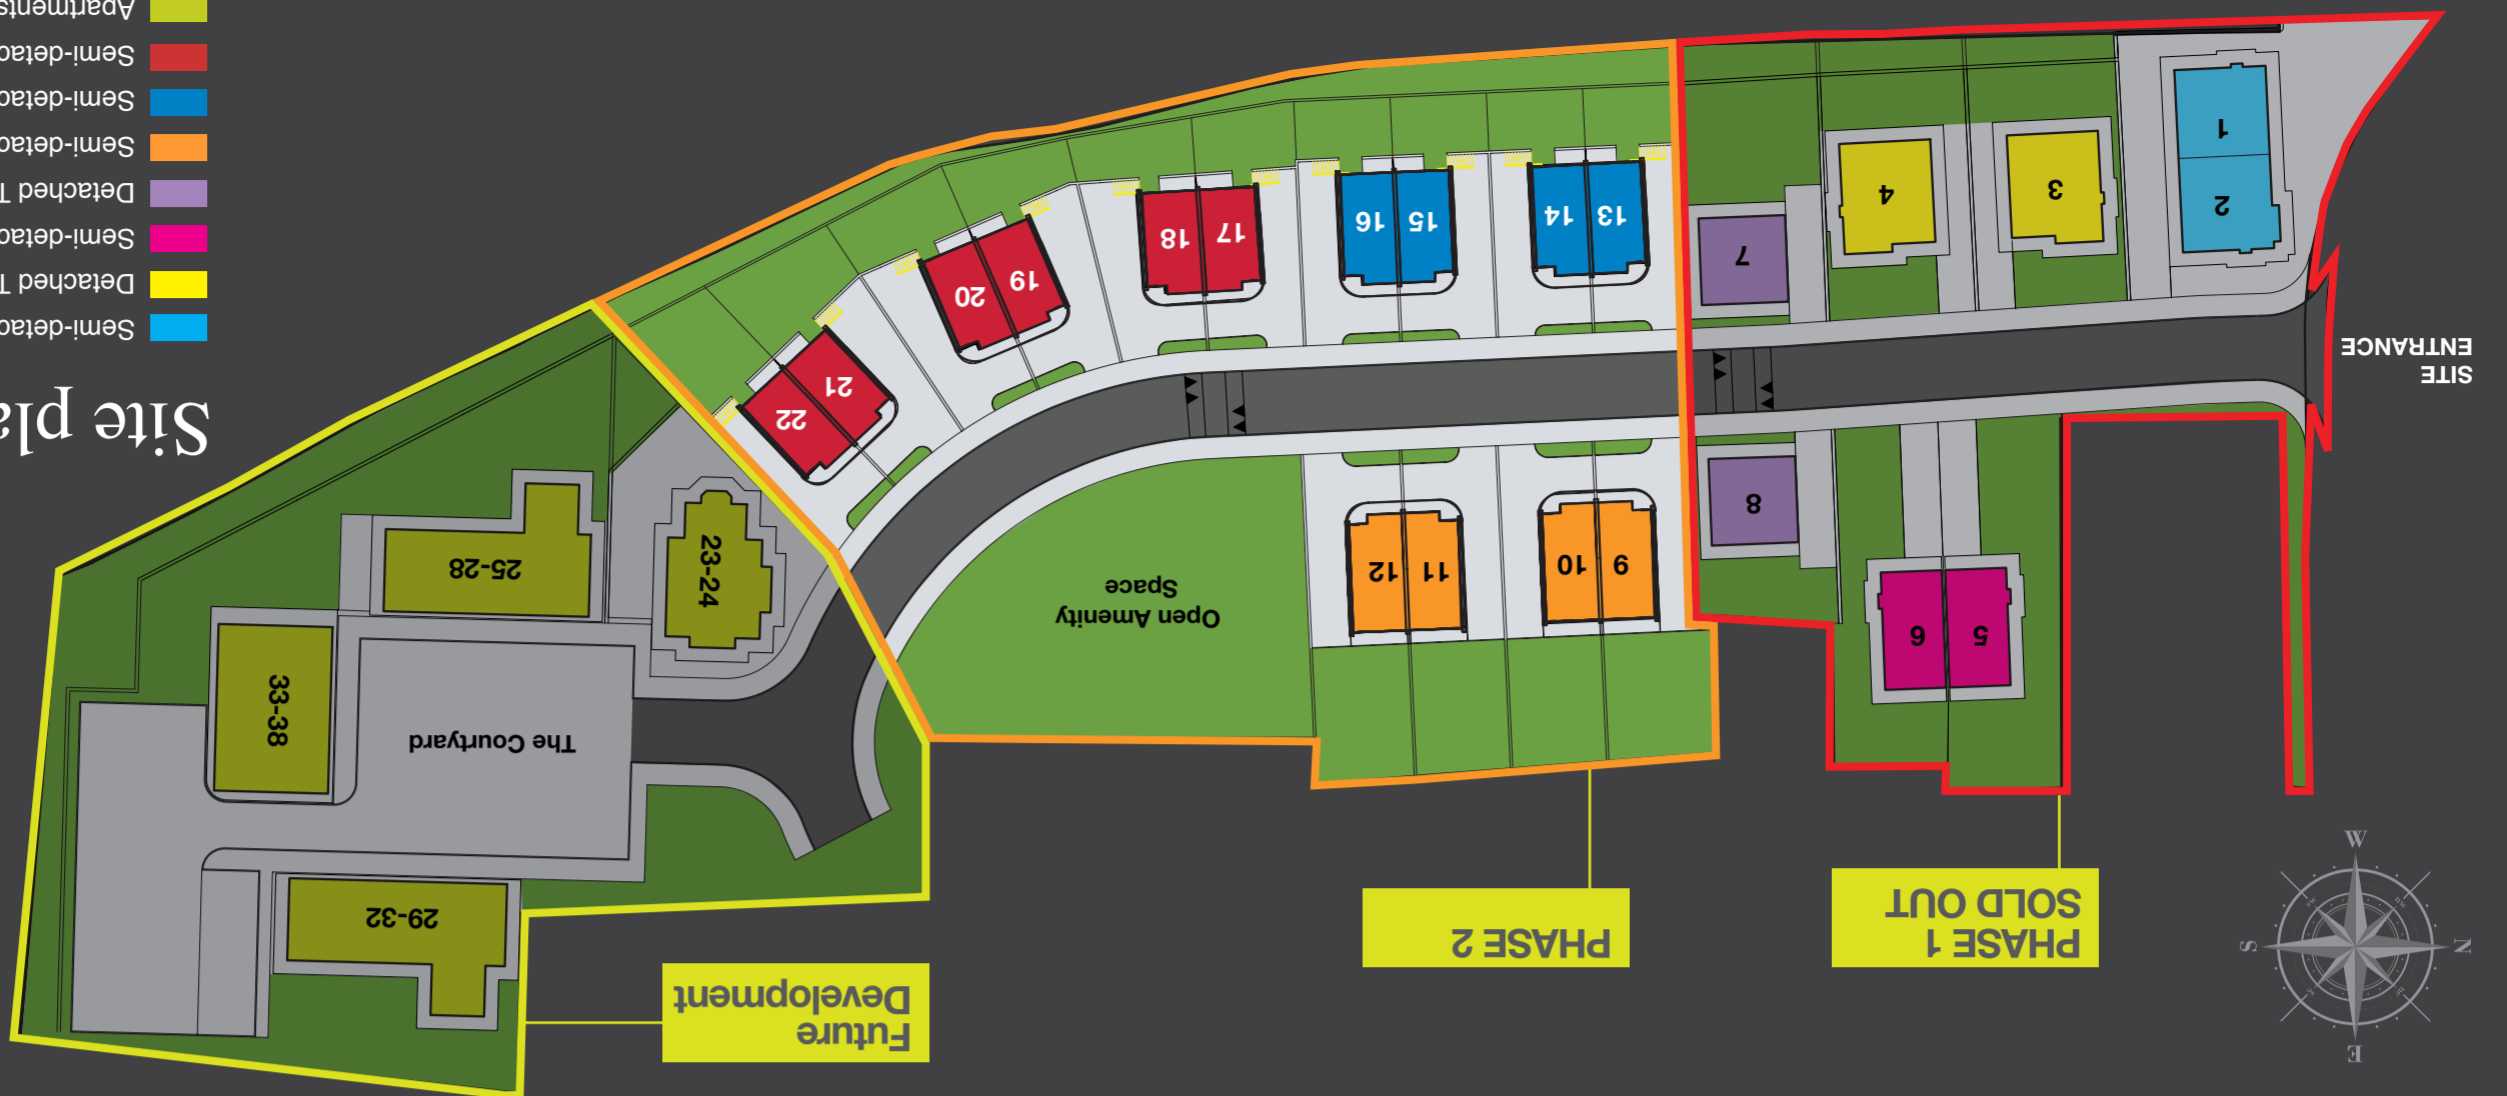 E
N
S
W
PHASE 1
SOLD OUT
PHASE 2
Future
Development
SITE
ENTRANCE
5
6
8
9
10
11
12
Open Amenity
Space
29-32
The Courtyard
33-38
23-24
25-28
1
2
3
4
7
13
14
15
16
17
18
19
20
21
22
Site pla
Semi-detac
Detached T
Semi-detac
Detached T
Semi-detac
Semi-detac
Semi-detac
Apartments